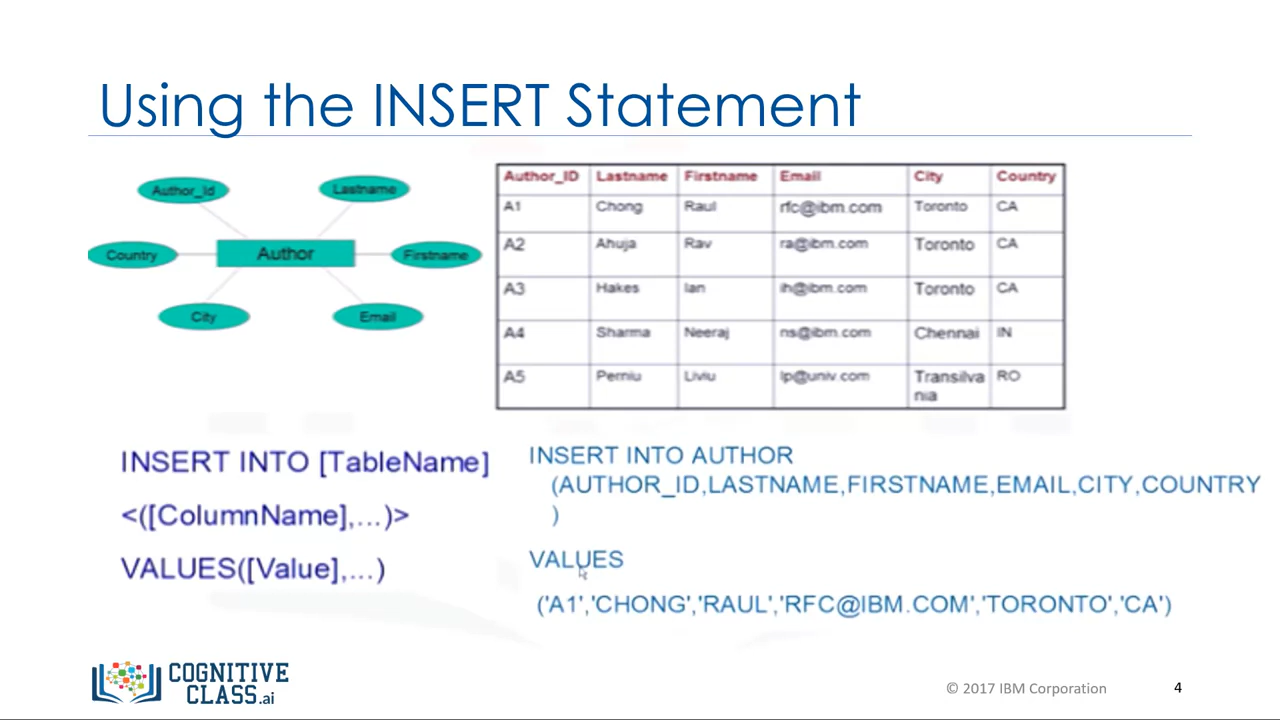 Using the INSERT Statement
Author_Id
Lastname
Country
Author
Firstname
City
Email
Author_ID Lastname Firstname Email City Country
A1 Chong Raul rfc@ibm.com Toronto CA
A2 Ahuja Rav ra@ibm.com Toronto CA
A3 Hakes Ian ih@ibm.com Toronto CA
A4 Sharma Neeraj ns@ibm.com Chennai IN
A5 Perniu Liviu lp@univ.com Transilva RO
nia
INSERT INTO [TableName]
<([ColumnName],...)>
VALUES([Value],...)
INSERT INTO AUTHOR
(AUTHOR_ID,LASTNAME,FIRSTNAME,EMAIL,CITY,COUNTRY
)
VALUES
('A1','CHONG','RAUL','RFC@IBM.COM','TORONTO','CA')
COGNITIVE
CLASS.ai
© 2017 IBM Corporation
4